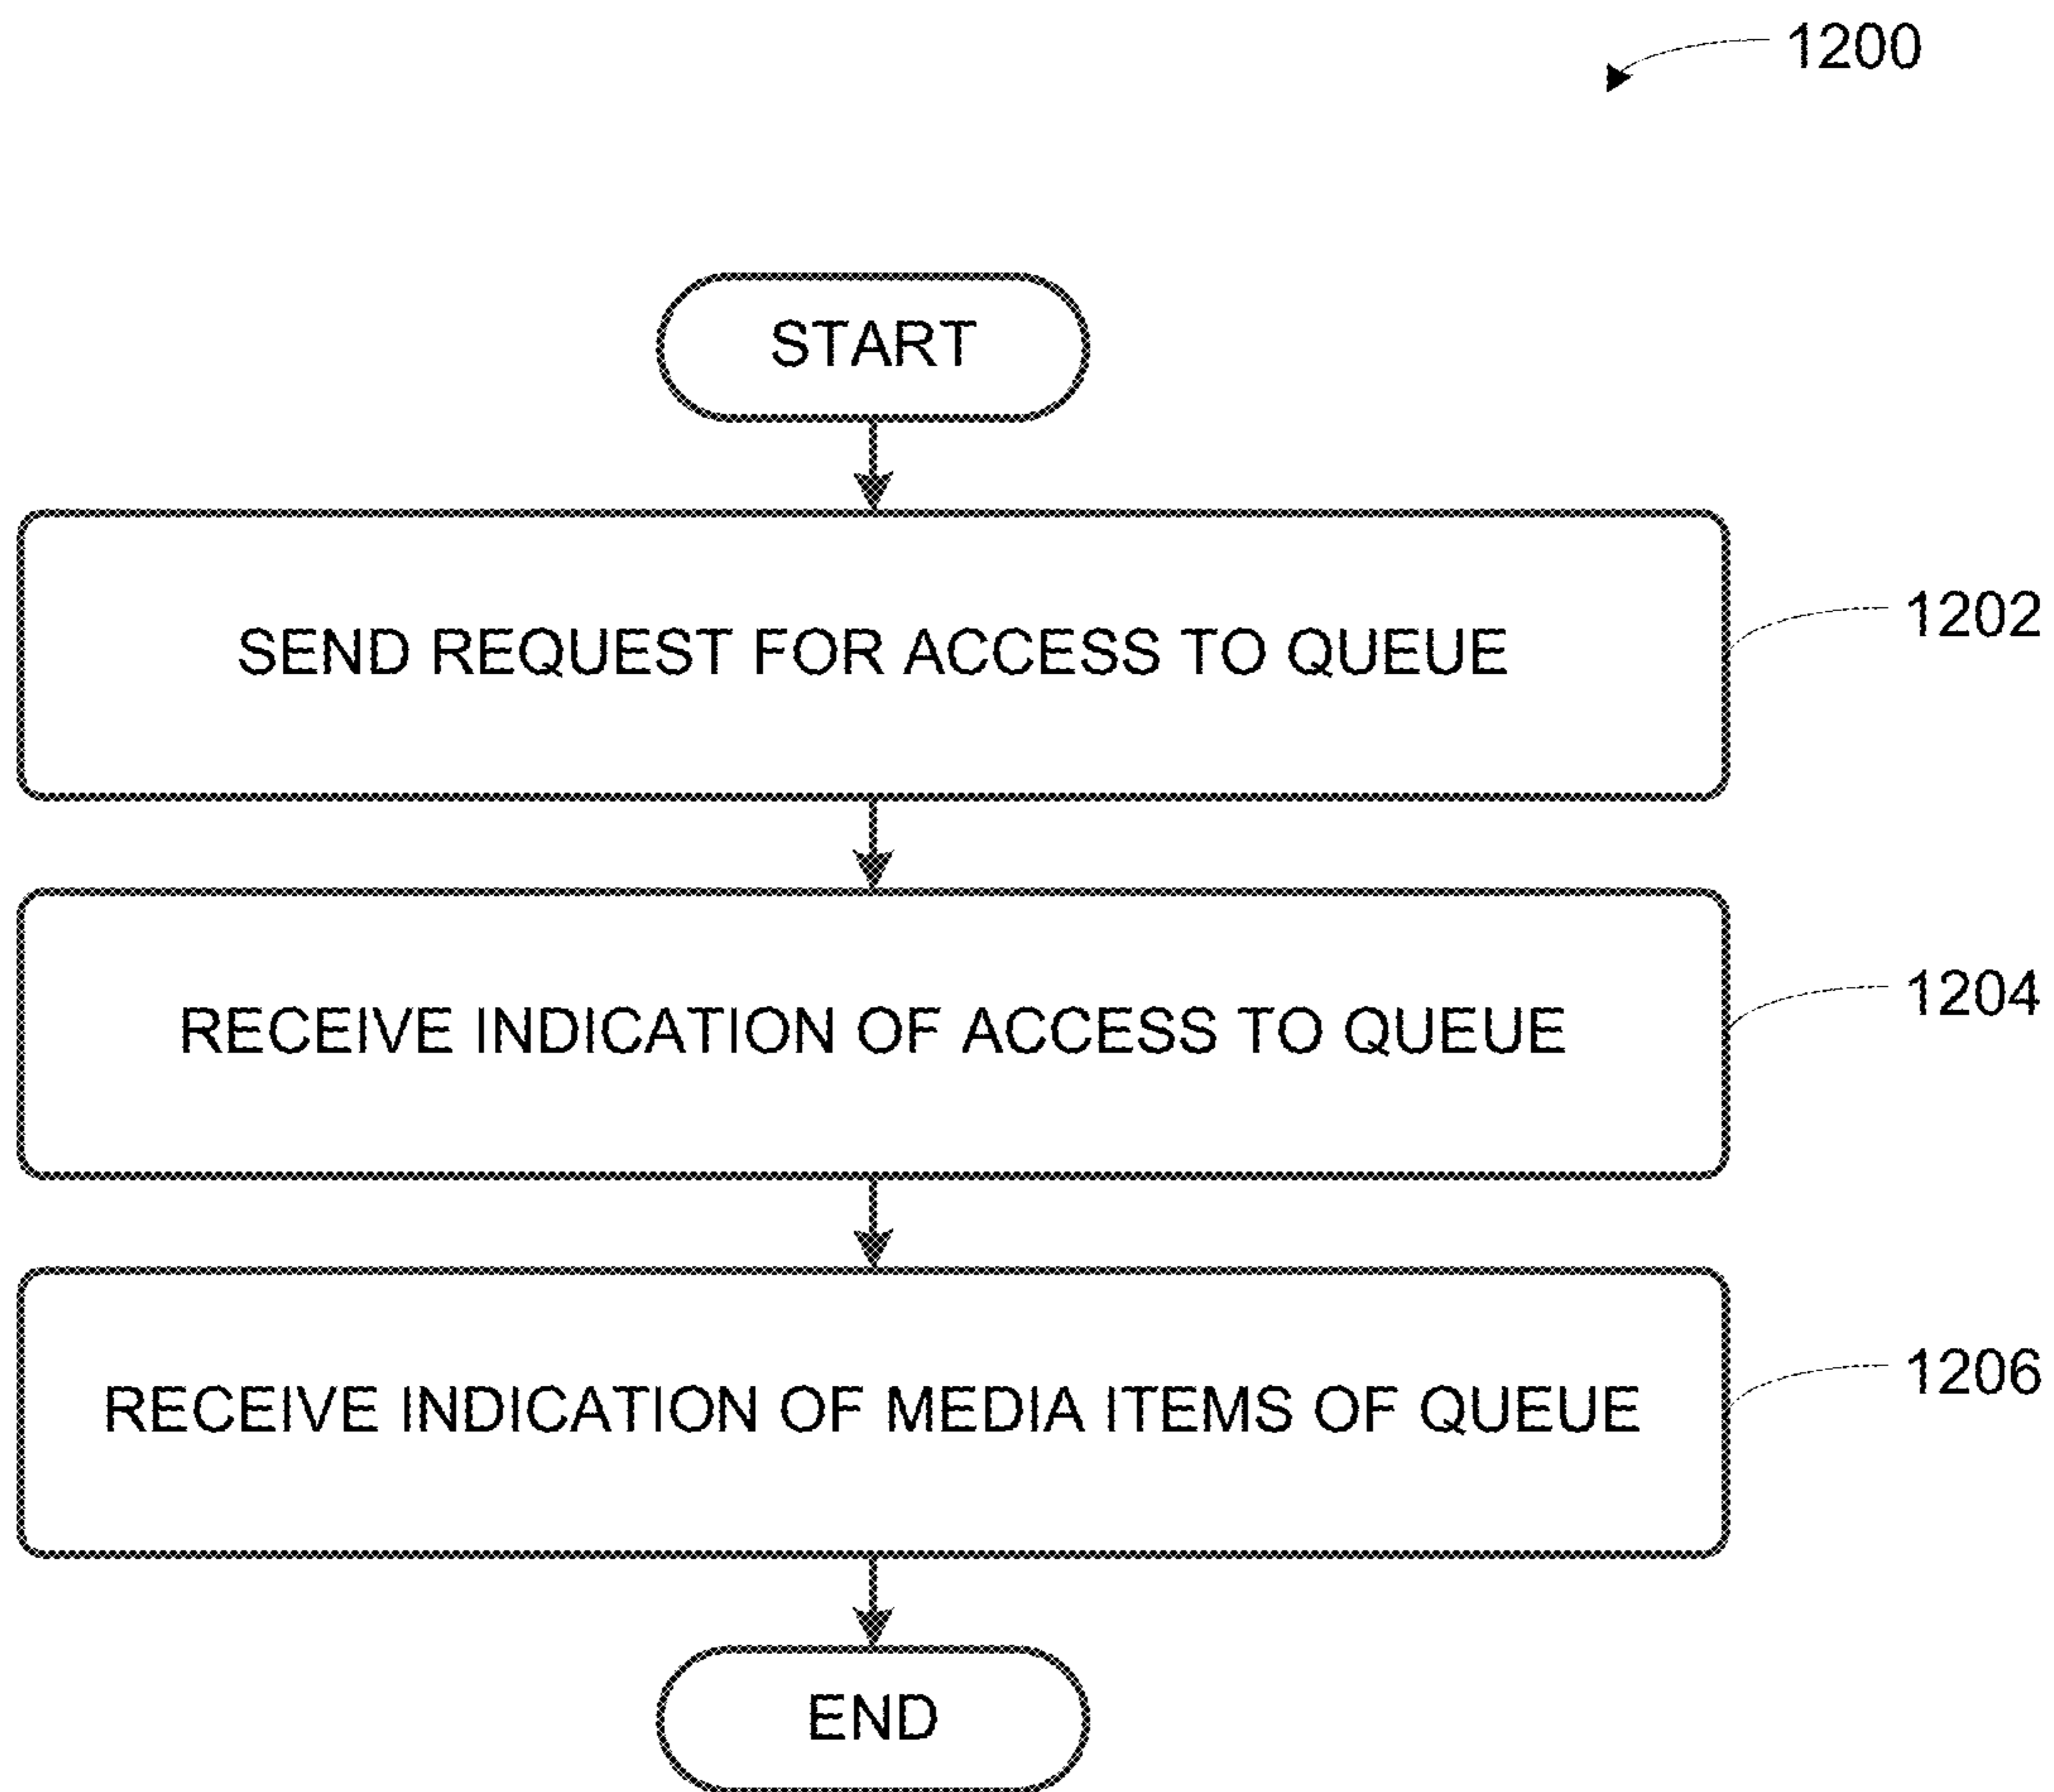 1200
START
SEND REQUEST FOR ACCESS TO QUEUE
1202
RECEIVE INDICATION OF ACCESS TO QUEUE
1204
RECEIVE INDICATION OF MEDIA ITEMS OF QUEUE
1206
END